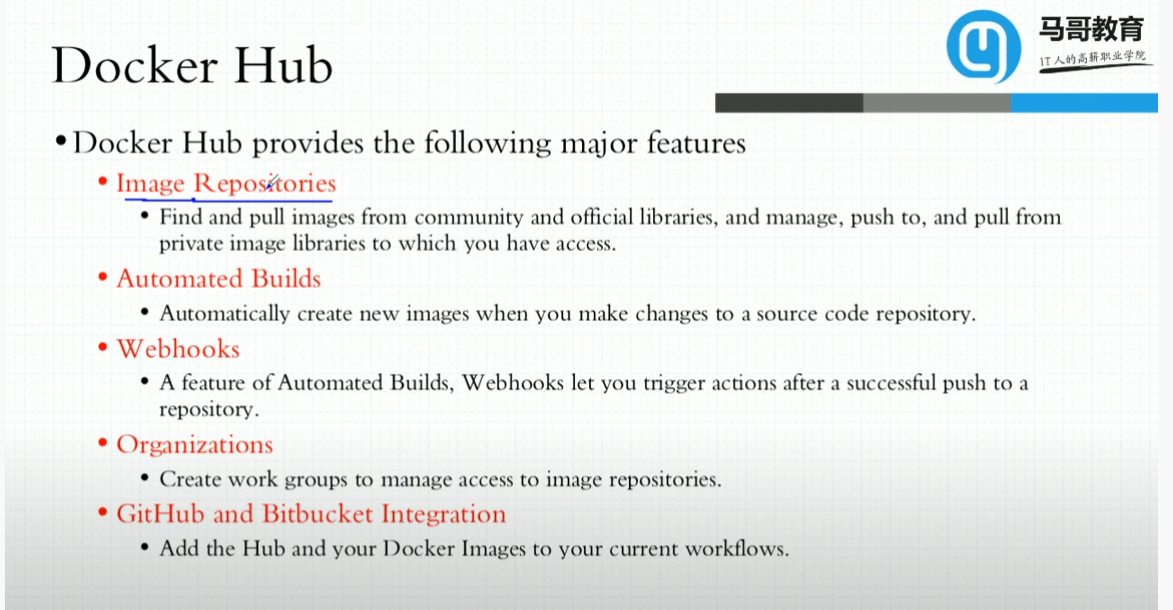 马哥教育
IT人的高薪职业学院
Docker Hub
•Docker Hub provides the following major features
• Image Repositories
• Find and pull images from community and official libraries, and manage, push to, and pull from
private image libraries to which you have access.
• Automated Builds
• Automatically create new images when you make changes to a source code repository.
• Webhooks
• A feature of Automated Builds, Webhooks let you trigger actions after a successful push to a
repository.
• Organizations
• Create work groups to manage access to image repositories.
• GitHub and Bitbucket Integration
• Add the Hub and your Docker Images to your current workflows.